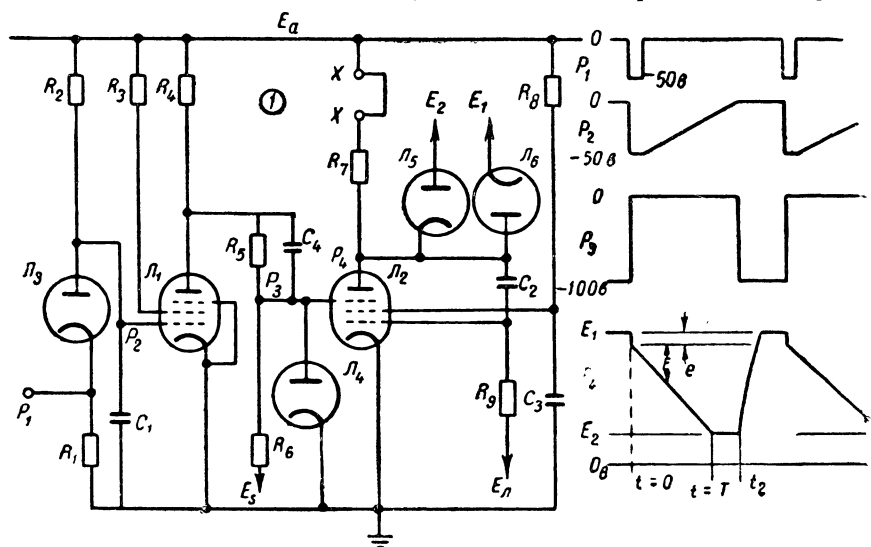 Eа
R₂
R₃
R₄
①
X
X
E₂
E₁
R₈
R₇
Л₅
Л₆
R₅
C₄
P₃
P₄
Л₂
C₂
Л₃
Л₁
P₂
Л₄
R₉
C₃
P₁
R₁
C₁
R₆
E₅
Eл
0
P₁
-50в
0
P₂
-50в
0
P₃
-100в
E₁
E
e
E₂
0в
t=0
t=T
t₂